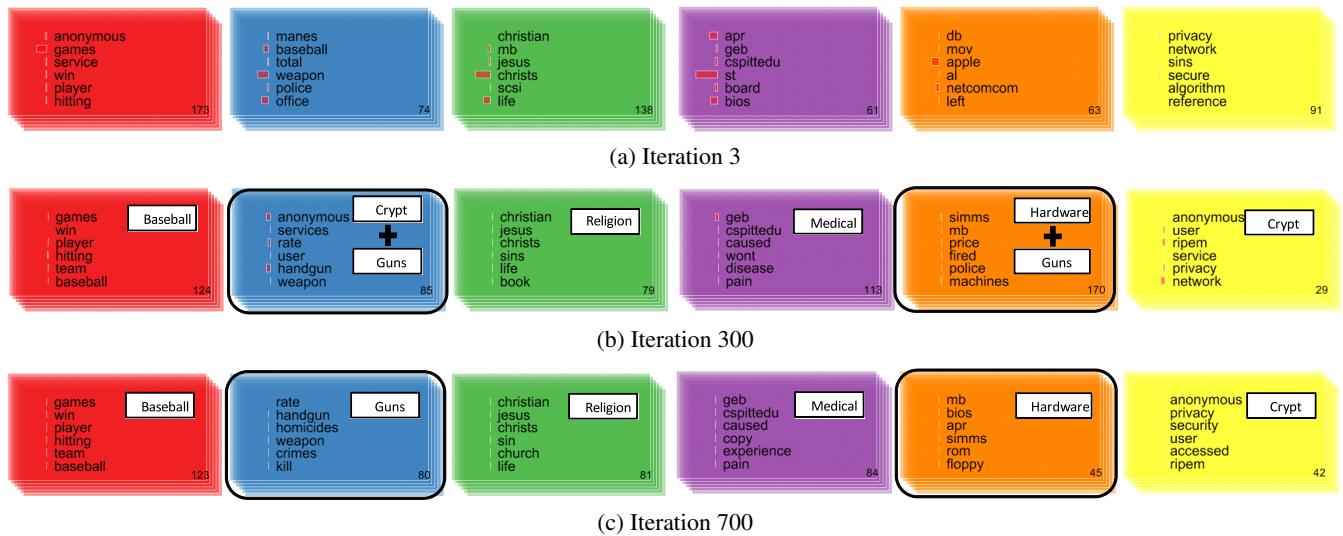 anonymous
games
service
win
player
hitting
173
manes
baseball
total
weapon
police
office
74
christian
mb
jesus
christs
scsi
life
138
apr
geb
cspittedu
st
board
bios
61
db
mov
apple
al
netcomcom
left
63
privacy
network
sins
secure
algorithm
reference
91
(a) Iteration 3
games
win
player
hitting
team
baseball
Baseball
124
anonymous
services
rate
user
handgun
weapon
Crypt
+
Guns
85
christian
jesus
christs
sins
life
book
Religion
79
geb
cspittedu
caused
wont
disease
pain
Medical
113
simms
mb
price
fired
police
machines
Hardware
+
Guns
170
anonymous
user
ripem
service
privacy
network
Crypt
29
(b) Iteration 300
games
win
player
hitting
team
baseball
Baseball
123
rate
handgun
homicides
weapon
crimes
kill
Guns
80
christian
jesus
christs
sin
church
life
Religion
81
geb
cspittedu
caused
copy
experience
pain
Medical
84
mb
bios
apr
simms
rom
floppy
Hardware
45
anonymous
privacy
security
user
accessed
ripem
Crypt
42
(c) Iteration 700